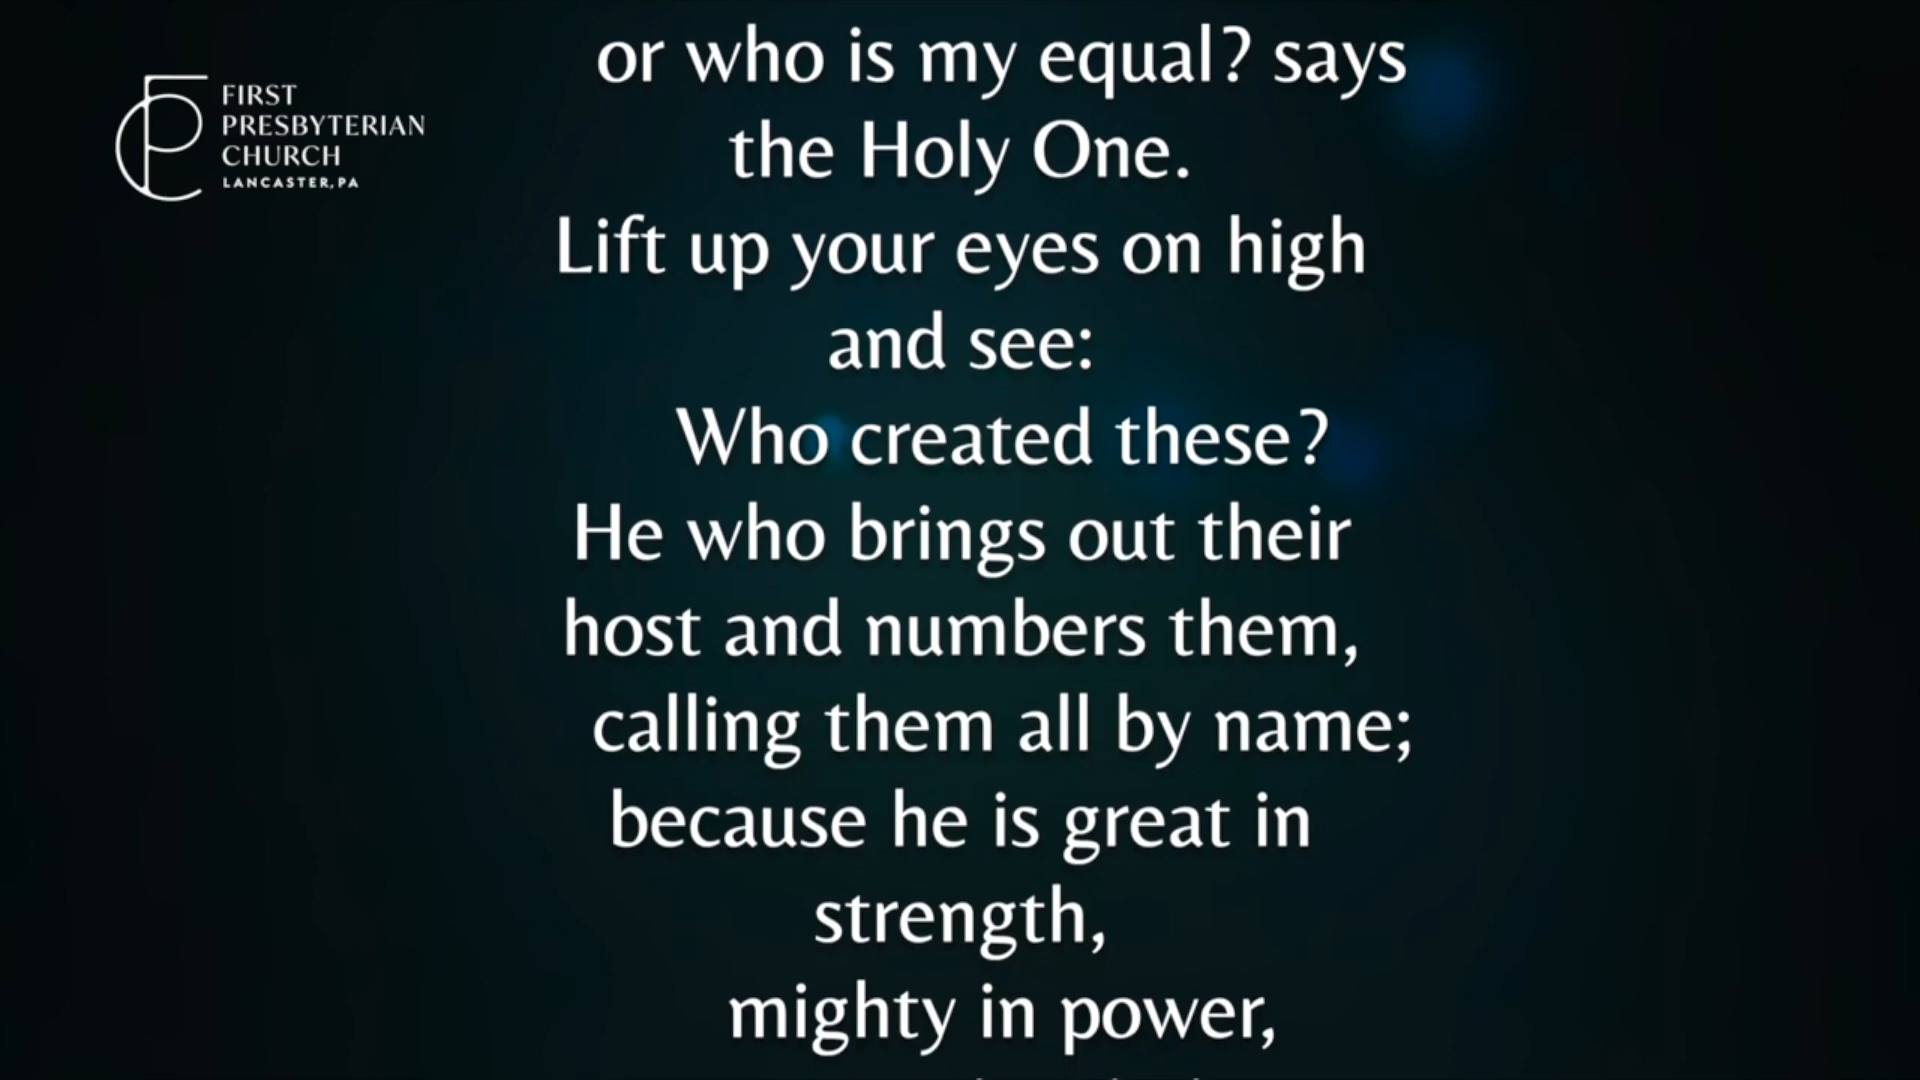 FIRST
PRESBYTERIAN
CHURCH
LANCASTER, PA
or who is my equal? says
the Holy One.
Lift up your eyes on high
and see:
Who created these?
He who brings out their
host and numbers them,
calling them all by name;
because he is great in
strength,
mighty in power,